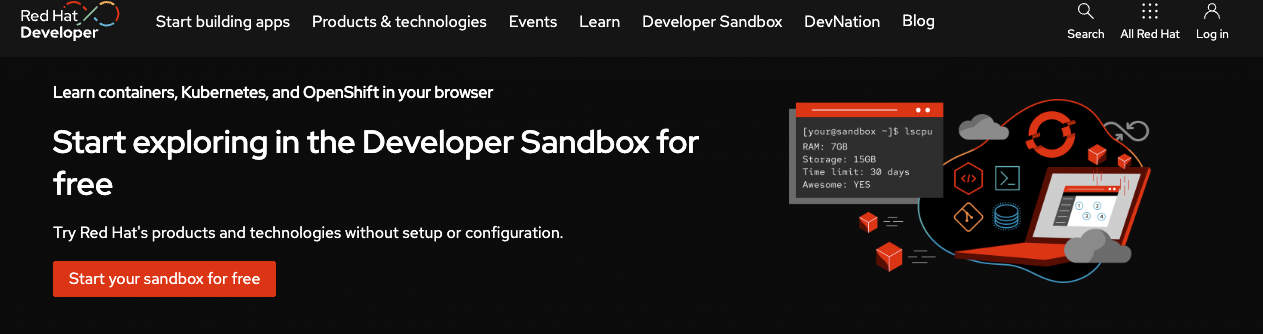 Red Hat
Developer
Start building apps
Products & technologies
Events
Learn
Developer Sandbox
DevNation
Blog
Search
All Red Hat
Log in
Learn containers, Kubernetes, and OpenShift in your browser
Start exploring in the Developer Sandbox for
free
Try Red Hat's products and technologies without setup or configuration.
Start your sandbox for free
[your@sandbox ~]$ lscpu
RAM: 7GB
Storage: 15GB
Time limit: 30 days
Awesome: YES
</>
>_
1 2
3 4